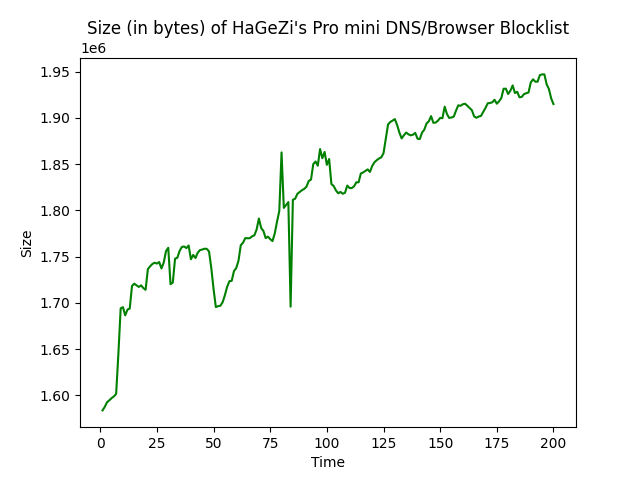 Size (in bytes) of HaGeZi's Pro mini DNS/Browser Blocklist
1e6
1.95
1.90
1.85
1.80
Size
1.75
1.70
1.65
1.60
0 25 50 75 100 125 150 175 200
Time